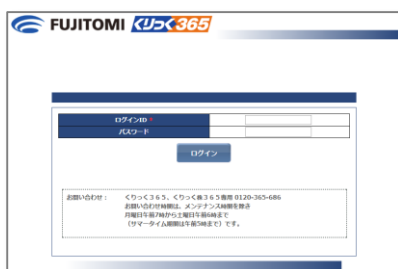 FUJITOMI くりっく365
ログインID *
パスワード
ログイン
お問い合わせ： くりっく３６５、くりっく株３６５専用 0120-365-686
お問い合わせ時間は、メンテナンス時間を除き
月曜日午前7時から土曜日午前6時まで
（サマータイム期間は午前5時まで）です。